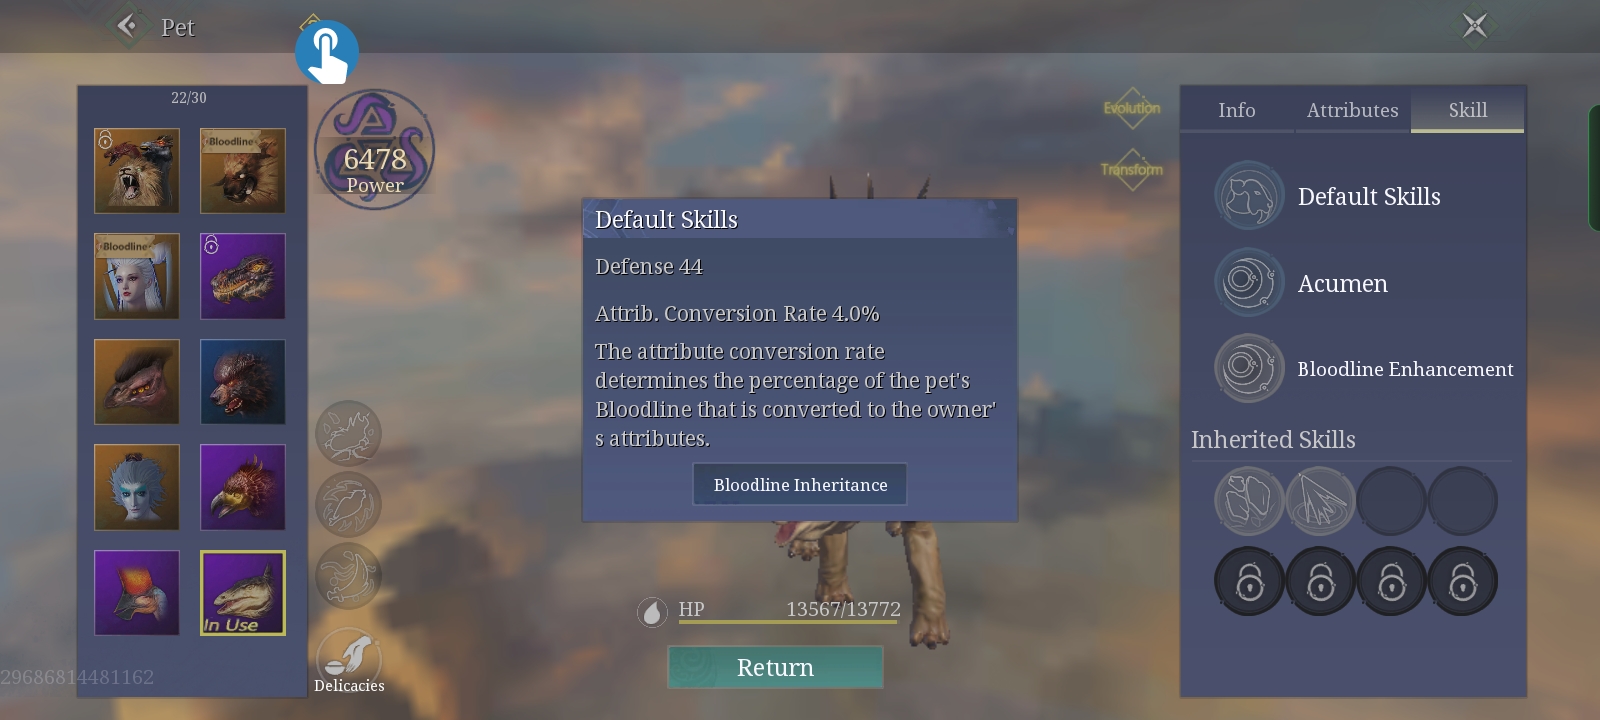 Pet
22/30
Bloodline
Bloodline
In Use
6478
Power
Delicacies
29686814481162
Evolution
Transform
Default Skills
Defense 44
Attrib. Conversion Rate 4.0%
The attribute conversion rate
determines the percentage of the pet's
Bloodline that is converted to the owner'
s attributes.
Bloodline Inheritance
HP 13567/13772
Return
Info Attributes Skill
Default Skills
Acumen
Bloodline Enhancement
Inherited Skills